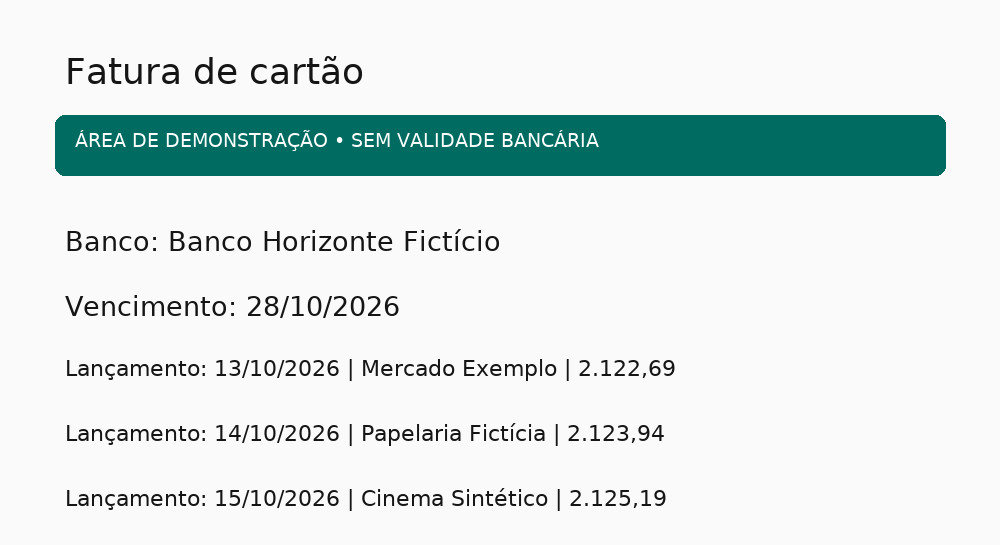 Fatura de cartão
ÁREA DE DEMONSTRAÇÃO • SEM VALIDADE BANCÁRIA
Banco: Banco Horizonte Fictício
Vencimento: 28/10/2026
Lançamento: 13/10/2026 | Mercado Exemplo | 2.122,69
Lançamento: 14/10/2026 | Papelaria Fictícia | 2.123,94
Lançamento: 15/10/2026 | Cinema Sintético | 2.125,19